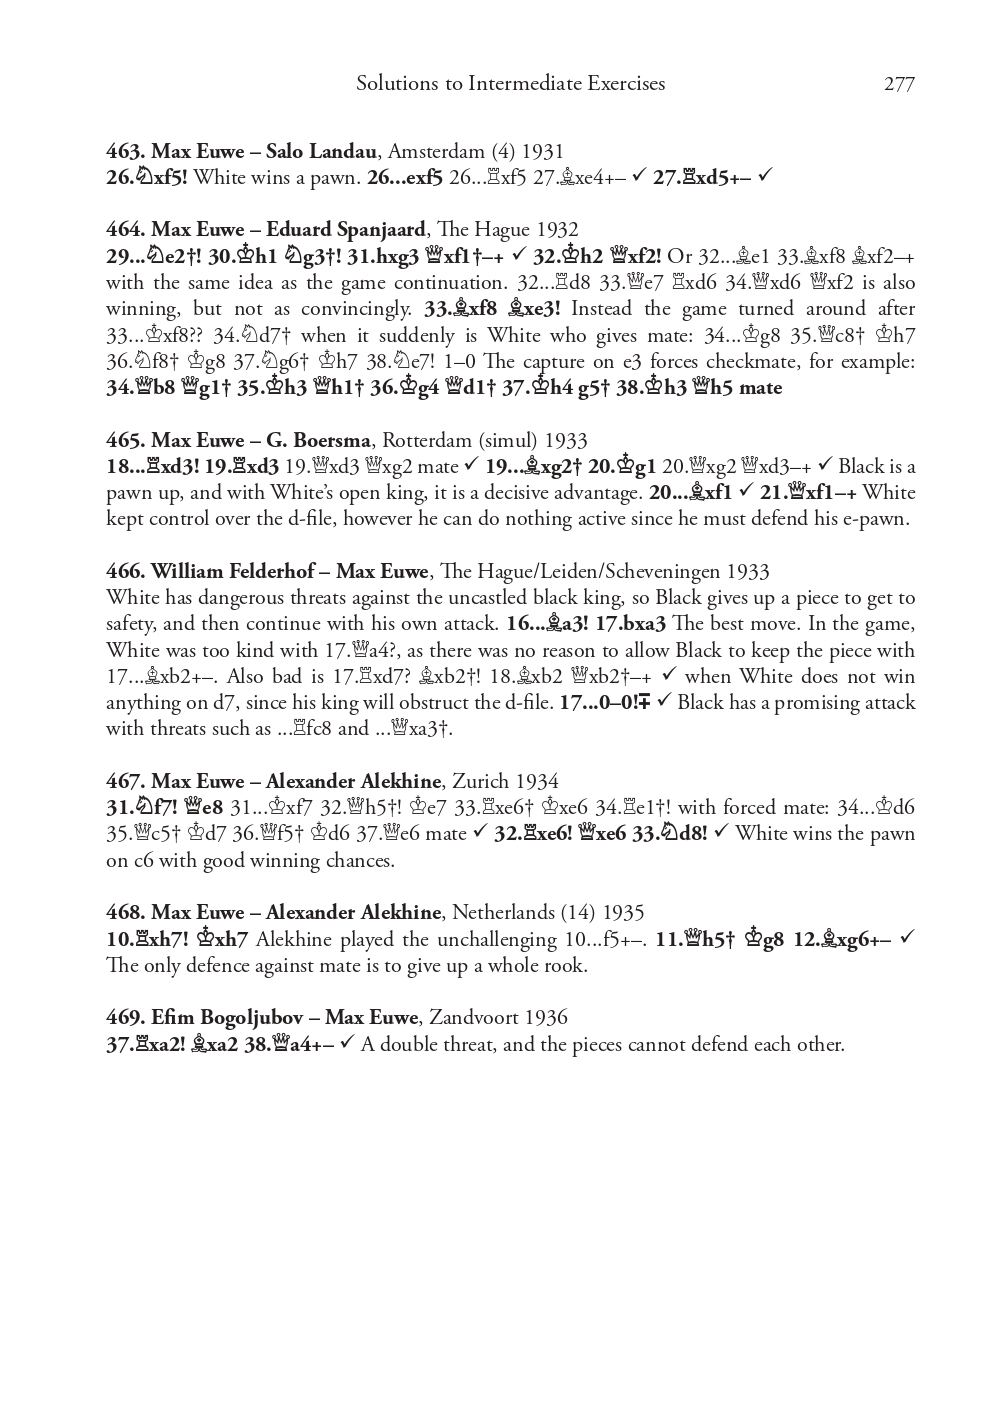 Solutions to Intermediate Exercises 277
463. Max Euwe – Salo Landau, Amsterdam (4) 1931
26.♘xf5! White wins a pawn. 26...exf5 26...♖xf5 27.♗xe4+– ✓ 27.♖xd5+– ✓
464. Max Euwe – Eduard Spanjaard, The Hague 1932
29...♘e2†! 30.♔h1 ♘g3†! 31.hxg3 ♕xf1†–+ ✓ 32.♔h2 ♕xf2! Or 32...♗e1 33.♗xf8 ♗xf2–+
with the same idea as the game continuation. 32...♖d8 33.♕e7 ♖xd6 34.♕xd6 ♕xf2 is also
winning, but not as convincingly. 33.♗xf8 ♗xe3! Instead the game turned around after
33...♔xf8?? 34.♘d7† when it suddenly is White who gives mate: 34...♔g8 35.♕c8† ♔h7
36.♘f8† ♔g8 37.♘g6† ♔h7 38.♘e7! 1–0 The capture on e3 forces checkmate, for example:
34.♕b8 ♕g1† 35.♔h3 ♕h1† 36.♔g4 ♕d1† 37.♔h4 g5† 38.♔h3 ♕h5 mate
465. Max Euwe – G. Boersma, Rotterdam (simul) 1933
18...♖xd3! 19.♖xd3 19.♕xd3 ♕xg2 mate ✓ 19...♗xg2† 20.♔g1 20.♕xg2 ♕xd3–+ ✓ Black is a
pawn up, and with White’s open king, it is a decisive advantage. 20...♗xf1 ✓ 21.♕xf1–+ White
kept control over the d-file, however he can do nothing active since he must defend his e-pawn.
466. William Felderhof – Max Euwe, The Hague/Leiden/Scheveningen 1933
White has dangerous threats against the uncastled black king, so Black gives up a piece to get to
safety, and then continue with his own attack. 16...♗a3! 17.bxa3 The best move. In the game,
White was too kind with 17.♕a4?, as there was no reason to allow Black to keep the piece with
17...♗xb2+–. Also bad is 17.♖xd7? ♗xb2†! 18.♗xb2 ♕xb2†–+ ✓ when White does not win
anything on d7, since his king will obstruct the d-file. 17...0–0!∓ ✓ Black has a promising attack
with threats such as ...♖fc8 and ...♕xa3†.
467. Max Euwe – Alexander Alekhine, Zurich 1934
31.♘f7! ♕e8 31...♔xf7 32.♕h5†! ♔e7 33.♖xe6† ♔xe6 34.♖e1†! with forced mate: 34...♔d6
35.♕c5† ♔d7 36.♕f5† ♔d6 37.♕e6 mate ✓ 32.♖xe6! ♕xe6 33.♘d8! ✓ White wins the pawn
on c6 with good winning chances.
468. Max Euwe – Alexander Alekhine, Netherlands (14) 1935
10.♖xh7! ♔xh7 Alekhine played the unchallenging 10...f5+–. 11.♕h5† ♔g8 12.♗xg6+– ✓
The only defence against mate is to give up a whole rook.
469. Efim Bogoljubov – Max Euwe, Zandvoort 1936
37.♖xa2! ♗xa2 38.♕a4+– ✓ A double threat, and the pieces cannot defend each other.